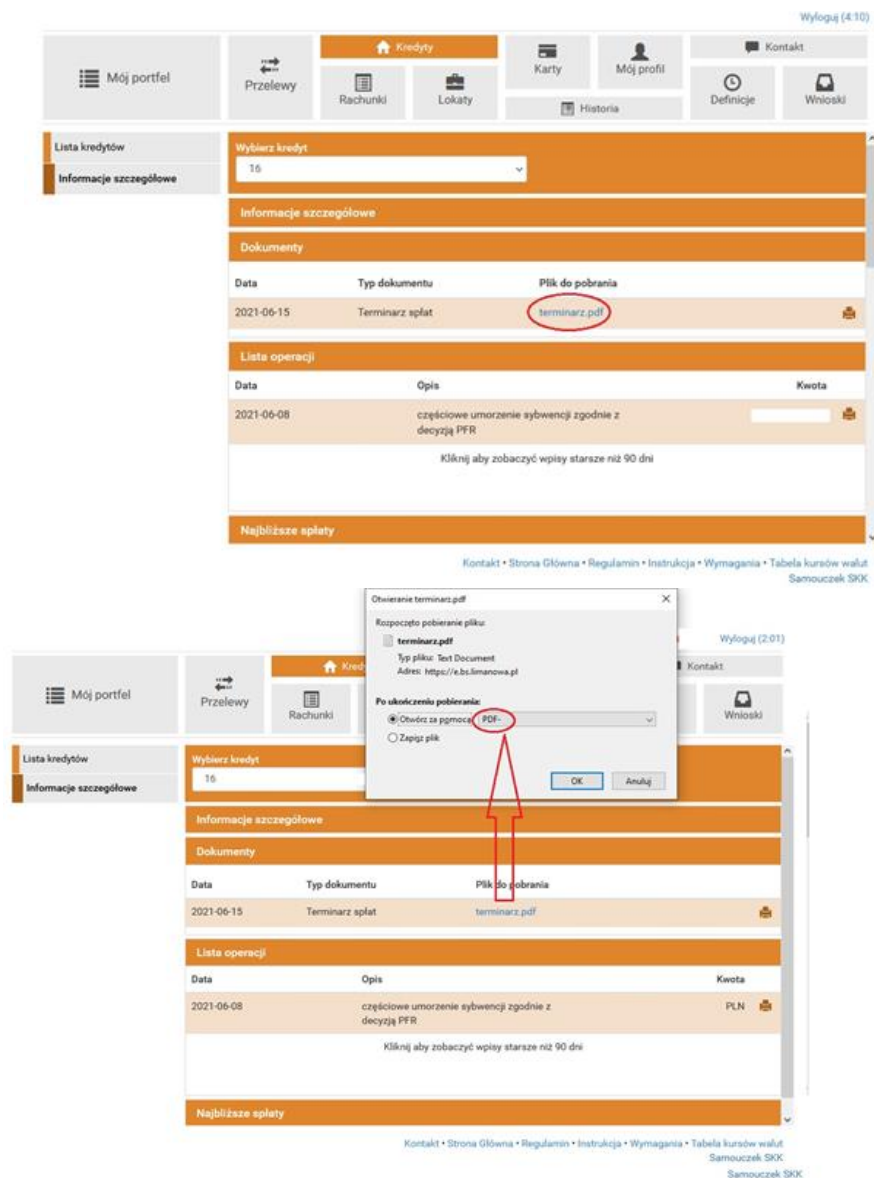 Wyloguj (4:10)
Mój portfel
Przelewy
Kredyty
Rachunki
Lokaty
Karty
Mój profil
Historia
Kontakt
Definicje
Wnioski
Lista kredytów
Informacje szczegółowe
Wybierz kredyt
16
Informacje szczegółowe
Dokumenty
Data Typ dokumentu Plik do pobrania
2021-06-15 Terminarz spłat terminarz.pdf
Lista operacji
Data Opis Kwota
2021-06-08 częściowe umorzenie sybwencji zgodnie z
decyzją PFR
Kliknij aby zobaczyć wpisy starsze niż 90 dni
Najbliższe spłaty
Kontakt • Strona Główna • Regulamin • Instrukcja • Wymagania • Tabela kursów walut
Samouczek SKK
Otwieranie terminarz.pdf
Rozpoczęto pobieranie pliku:
terminarz.pdf
Typ pliku: Text Document
Adres: https://e.bs.limanowa.pl
Po ukończeniu pobierania:
Otwórz za pomocą PDF-
Zapisz plik
OK Anuluj
Wyloguj (2:01)
Mój portfel
Przelewy
Kred
Rachunki
Kontakt
Wnioski
Lista kredytów
Informacje szczegółowe
Wybierz kredyt
16
Informacje szczegółowe
Dokumenty
Data Typ dokumentu Plik do pobrania
2021-06-15 Terminarz spłat terminarz.pdf
Lista operacji
Data Opis Kwota
2021-06-08 częściowe umorzenie sybwencji zgodnie z PLN
decyzją PFR
Kliknij aby zobaczyć wpisy starsze niż 90 dni
Najbliższe spłaty
Kontakt • Strona Główna • Regulamin • Instrukcja • Wymagania • Tabela kursów walut
Samouczek SKK
Samouczek SKK